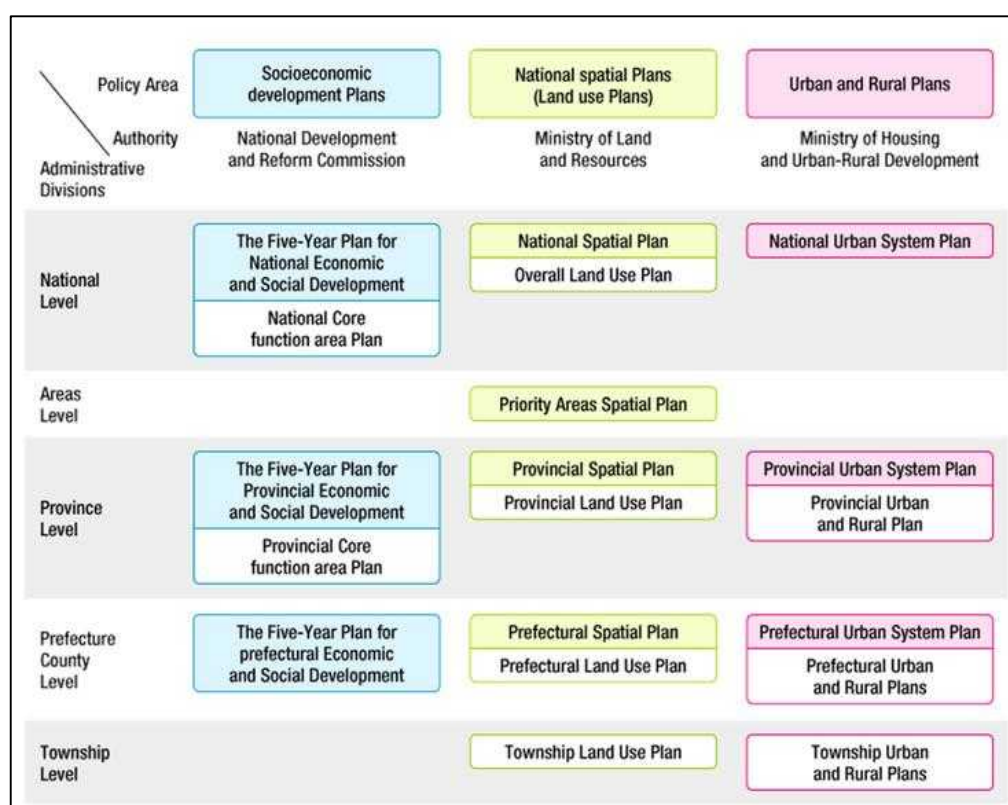 Policy Area
Socioeconomic
development Plans
National spatial Plans
(Land use Plans)
Urban and Rural Plans
Authority
National Development
and Reform Commission
Ministry of Land
and Resources
Ministry of Housing
and Urban-Rural Development
Administrative
Divisions
National
Level
The Five-Year Plan for
National Economic
and Social Development
National Core
function area Plan
National Spatial Plan
Overall Land Use Plan
National Urban System Plan
Areas
Level
Priority Areas Spatial Plan
Province
Level
The Five-Year Plan for
Provincial Economic
and Social Development
Provincial Core
function area Plan
Provincial Spatial Plan
Provincial Land Use Plan
Provincial Urban System Plan
Provincial Urban
and Rural Plan
Prefecture
County
Level
The Five-Year Plan for
prefectural Economic
and Social Development
Prefectural Spatial Plan
Prefectural Land Use Plan
Prefectural Urban System Plan
Prefectural Urban
and Rural Plans
Township
Level
Township Land Use Plan
Township Urban
and Rural Plans